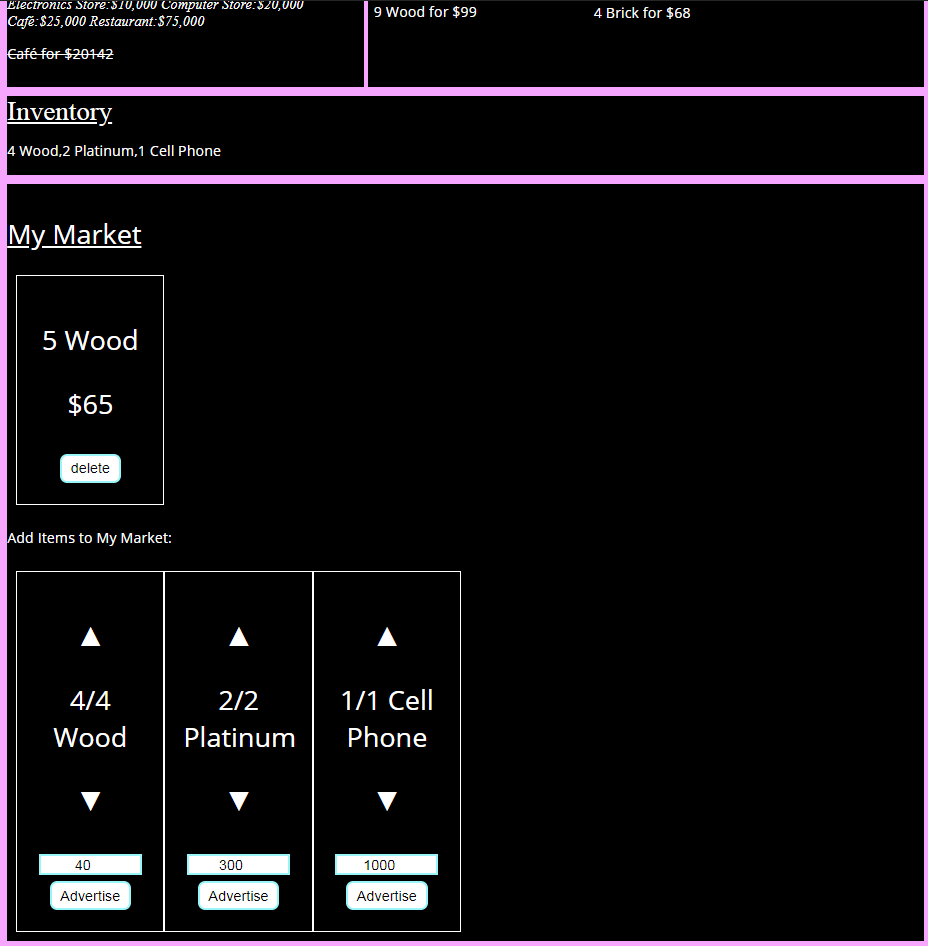 Electronics Store:$10,000 Computer Store:$20,000
Café:$25,000 Restaurant:$75,000
Café for $20142
9 Wood for $99
4 Brick for $68
Inventory
4 Wood,2 Platinum,1 Cell Phone
My Market
5 Wood
$65
delete
Add Items to My Market:
▲ ▲ ▲
4/4 2/2 1/1 Cell
Wood Platinum Phone
▼ ▼ ▼
40 300 1000
Advertise Advertise Advertise